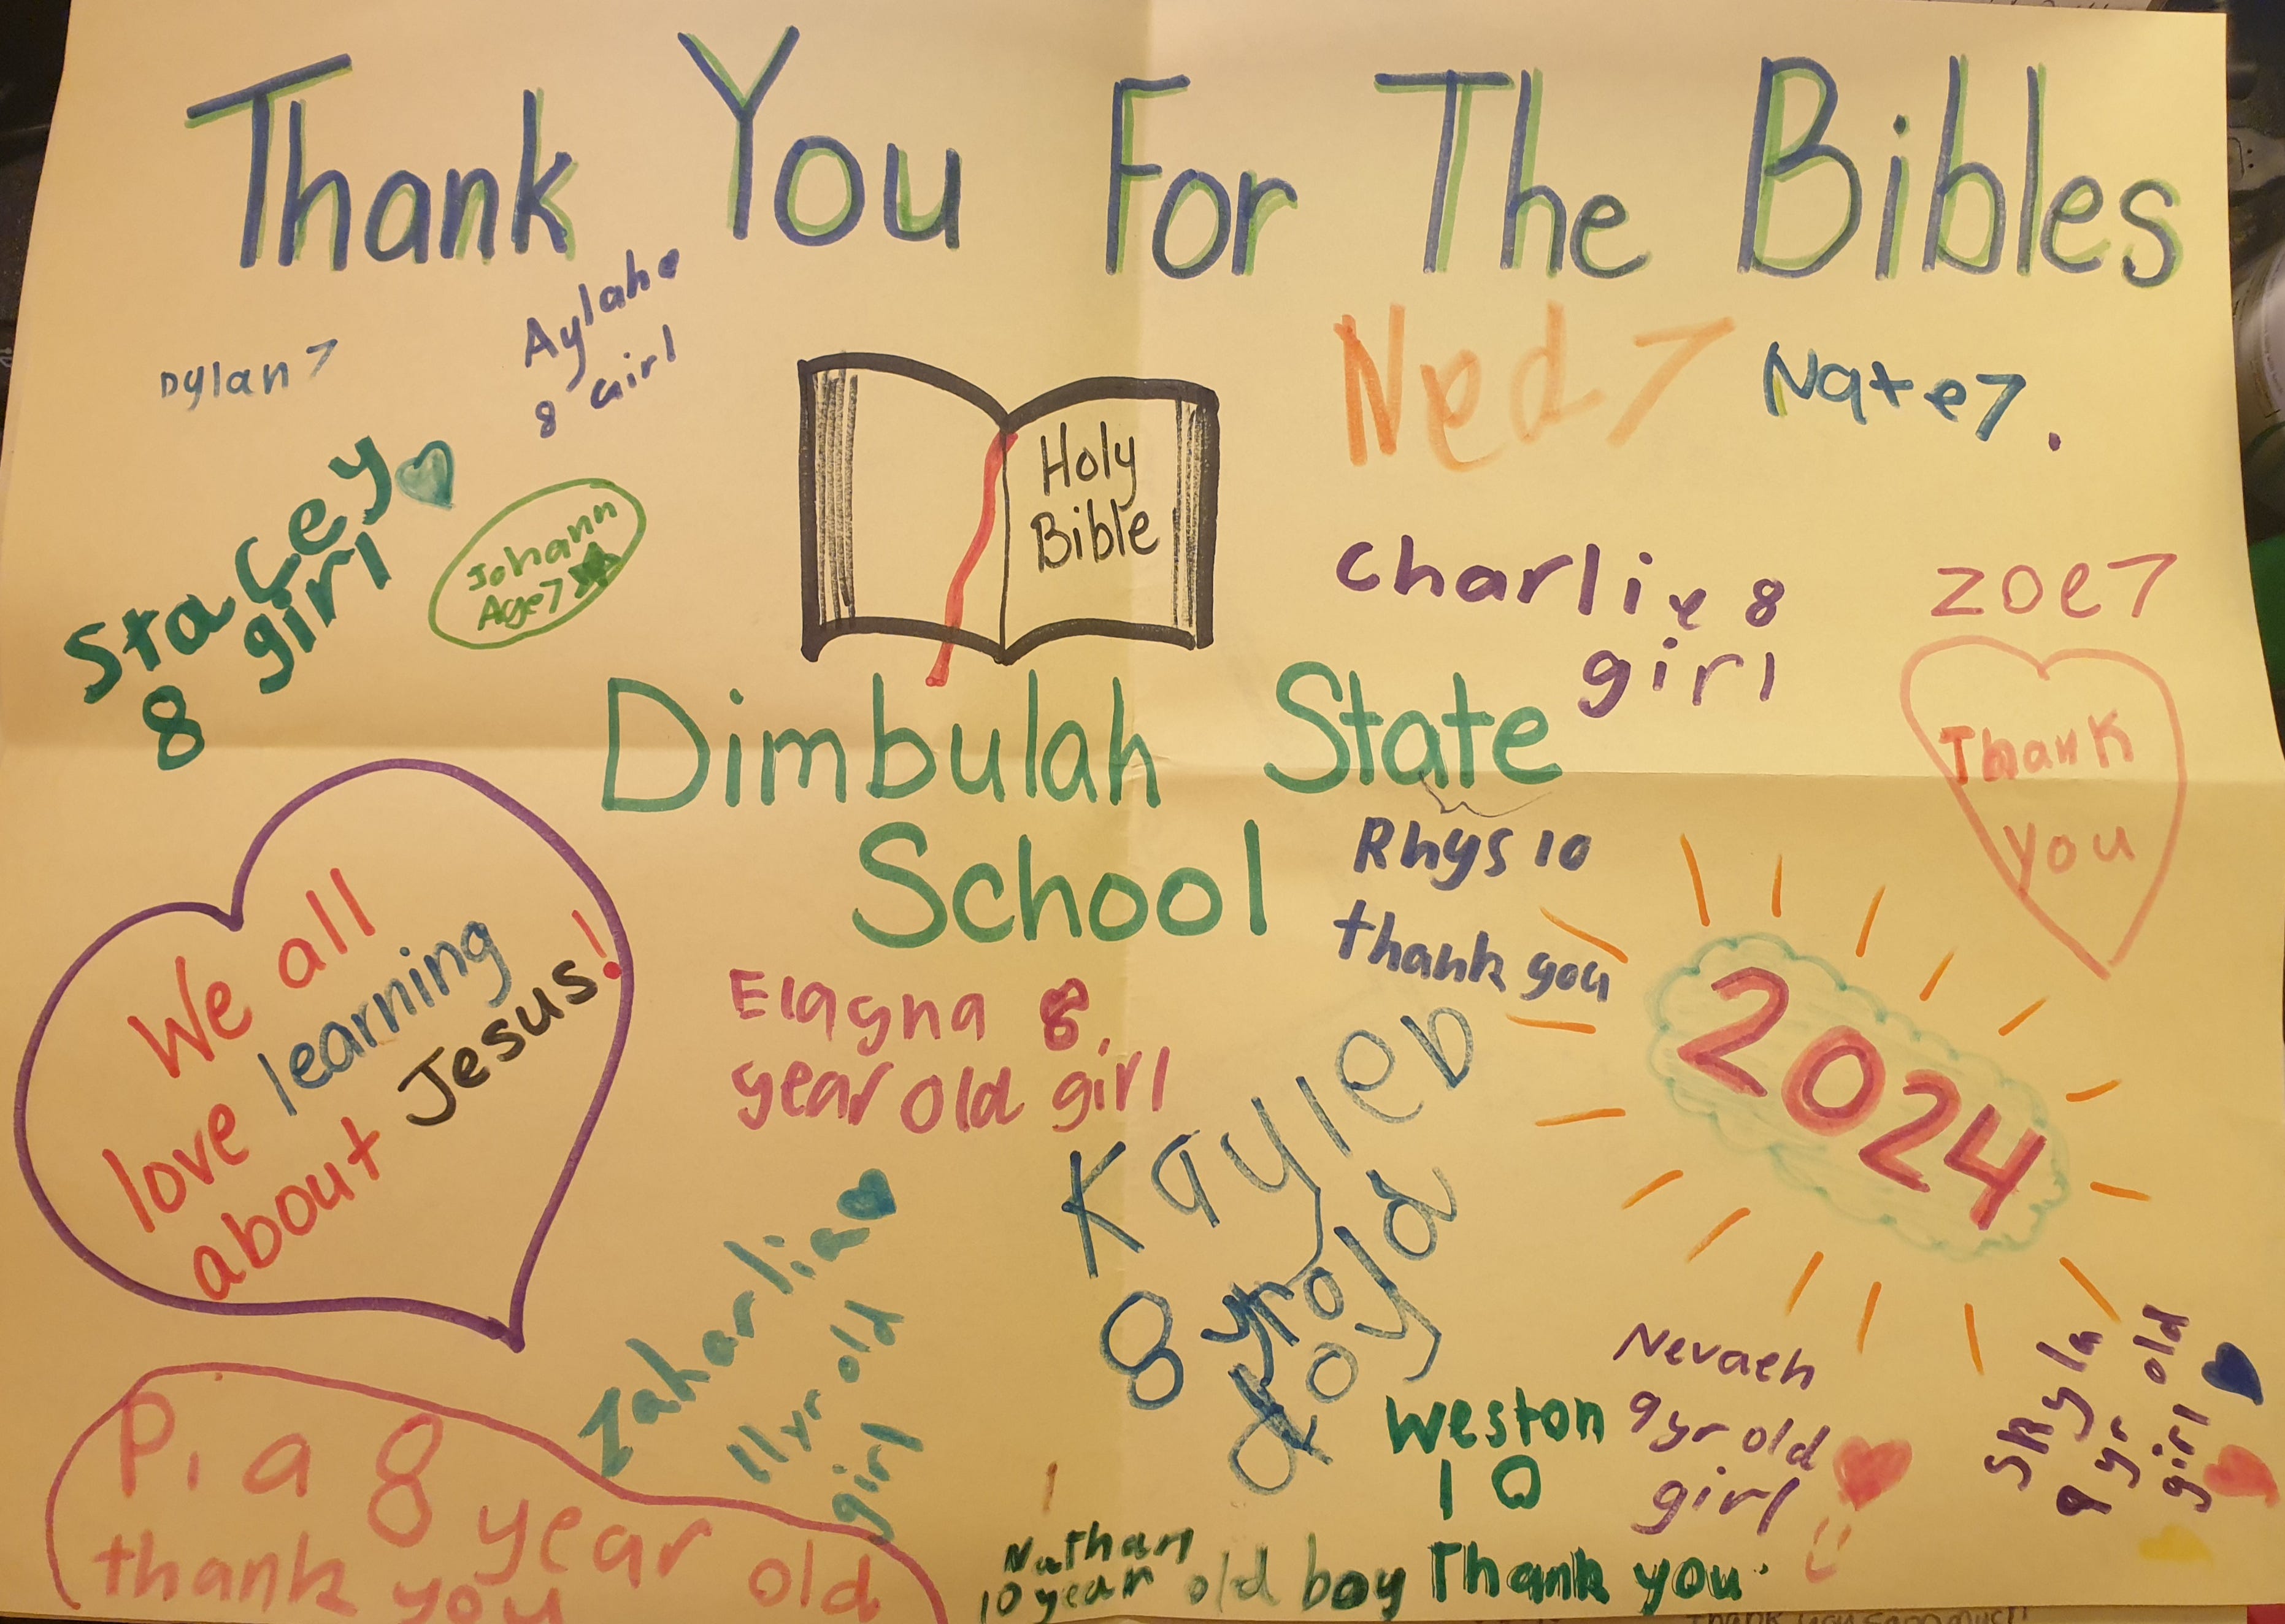 Thank You For The Bibles
Dylan 7
Aylah
8 Girl
Ned 7
Nate 7.
Holy
Bible
Stacey
8 girl
Johann
Age 7
Charlie 8
girl
zoe 7
Thank
you
Dimbulah State
School
Rhys 10
thank you
We all
love learning
about Jesus!
Elayna 8
year old girl
2024
8 yr old
Zaharlia
11 yr old
girl
Weston
10
Nevaeh
9 yr old
girl
Shyla
9 yr old
girl
Pia 8 year old
thank you
Nathan
10 year old boy Thank you.